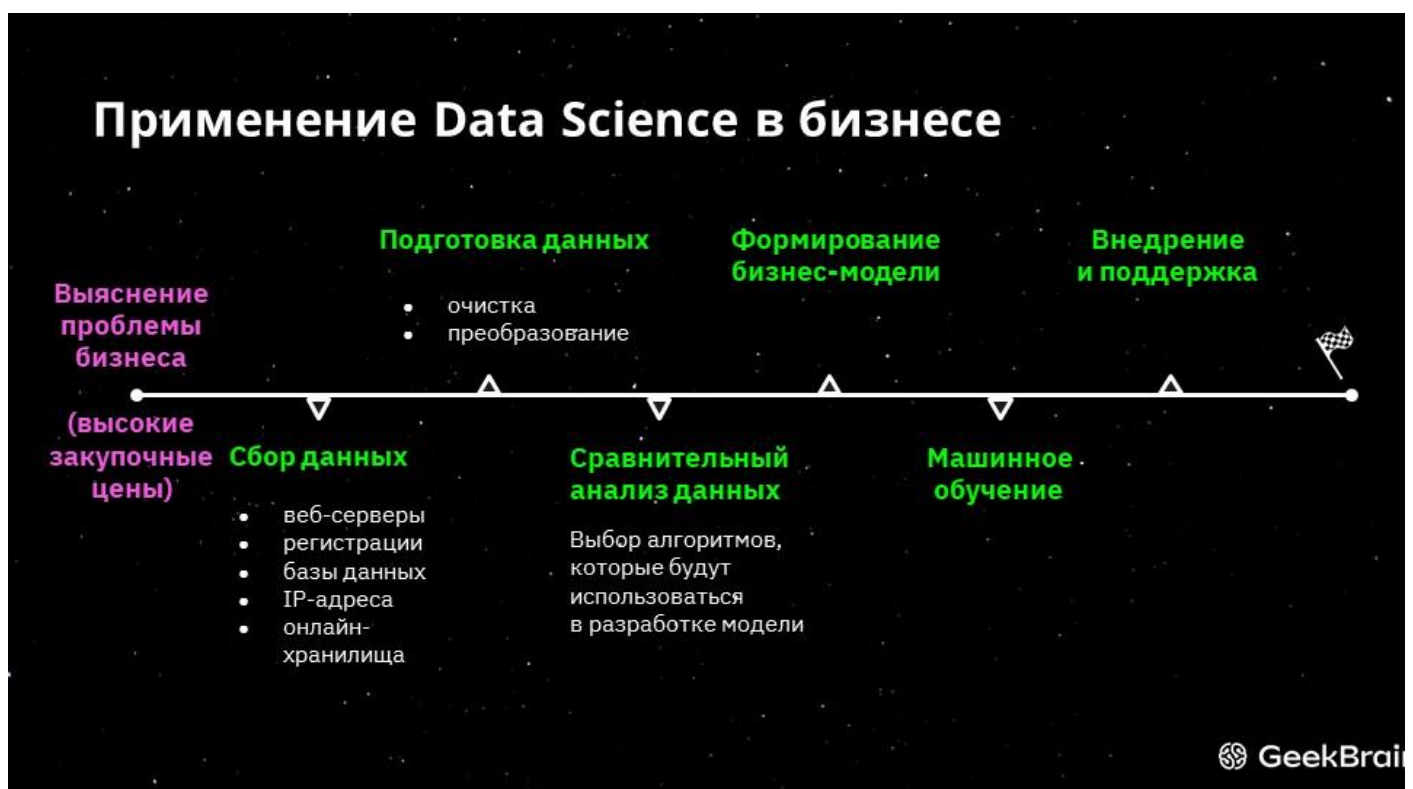 Применение Data Science в бизнесе
Выяснение
проблемы
бизнеса
(высокие
закупочные
цены)
Сбор данных
веб-серверы
регистрации
базы данных
IP-адреса
онлайн-
хранилища
Подготовка данных
очистка
преобразование
Сравнительный
анализ данных
Выбор алгоритмов,
которые будут
использоваться
в разработке модели
Формирование
бизнес-модели
Машинное
обучение
Внедрение
и поддержка
GeekBrai